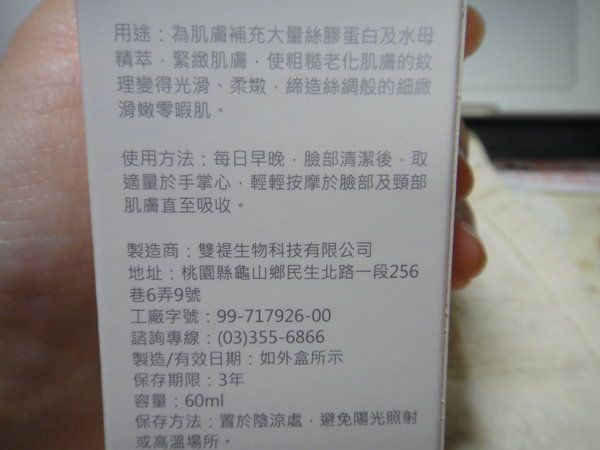 用途：為肌膚補充大量絲膠蛋白及水母
精萃，緊緻肌膚，使粗糙老化肌膚的紋
理變得光滑、柔嫩，締造絲綢般的細緻
滑嫩零暇肌。
使用方法：每日早晚，臉部清潔後，取
適量於手掌心，輕輕按摩於臉部及頸部
肌膚直至吸收。
製造商：雙禔生物科技有限公司
地址：桃園縣龜山鄉民生北路一段256
巷6弄9號
工廠字號：99-717926-00
諮詢專線：(03)355-6866
製造/有效日期：如外盒所示
保存期限：3年
容量：60ml
保存方法：置於陰涼處，避免陽光照射
或高溫場所。